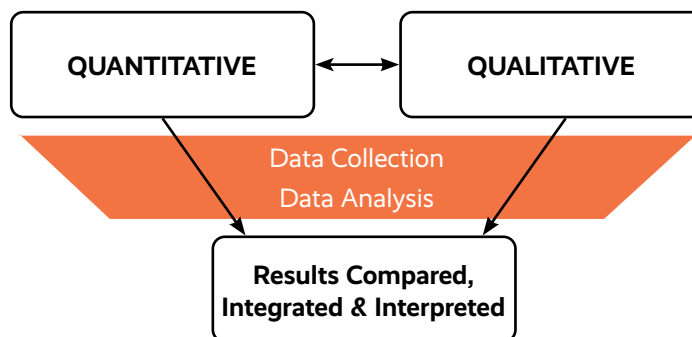 QUANTITATIVE
QUALITATIVE
Data Collection
Data Analysis
Results Compared,
Integrated & Interpreted